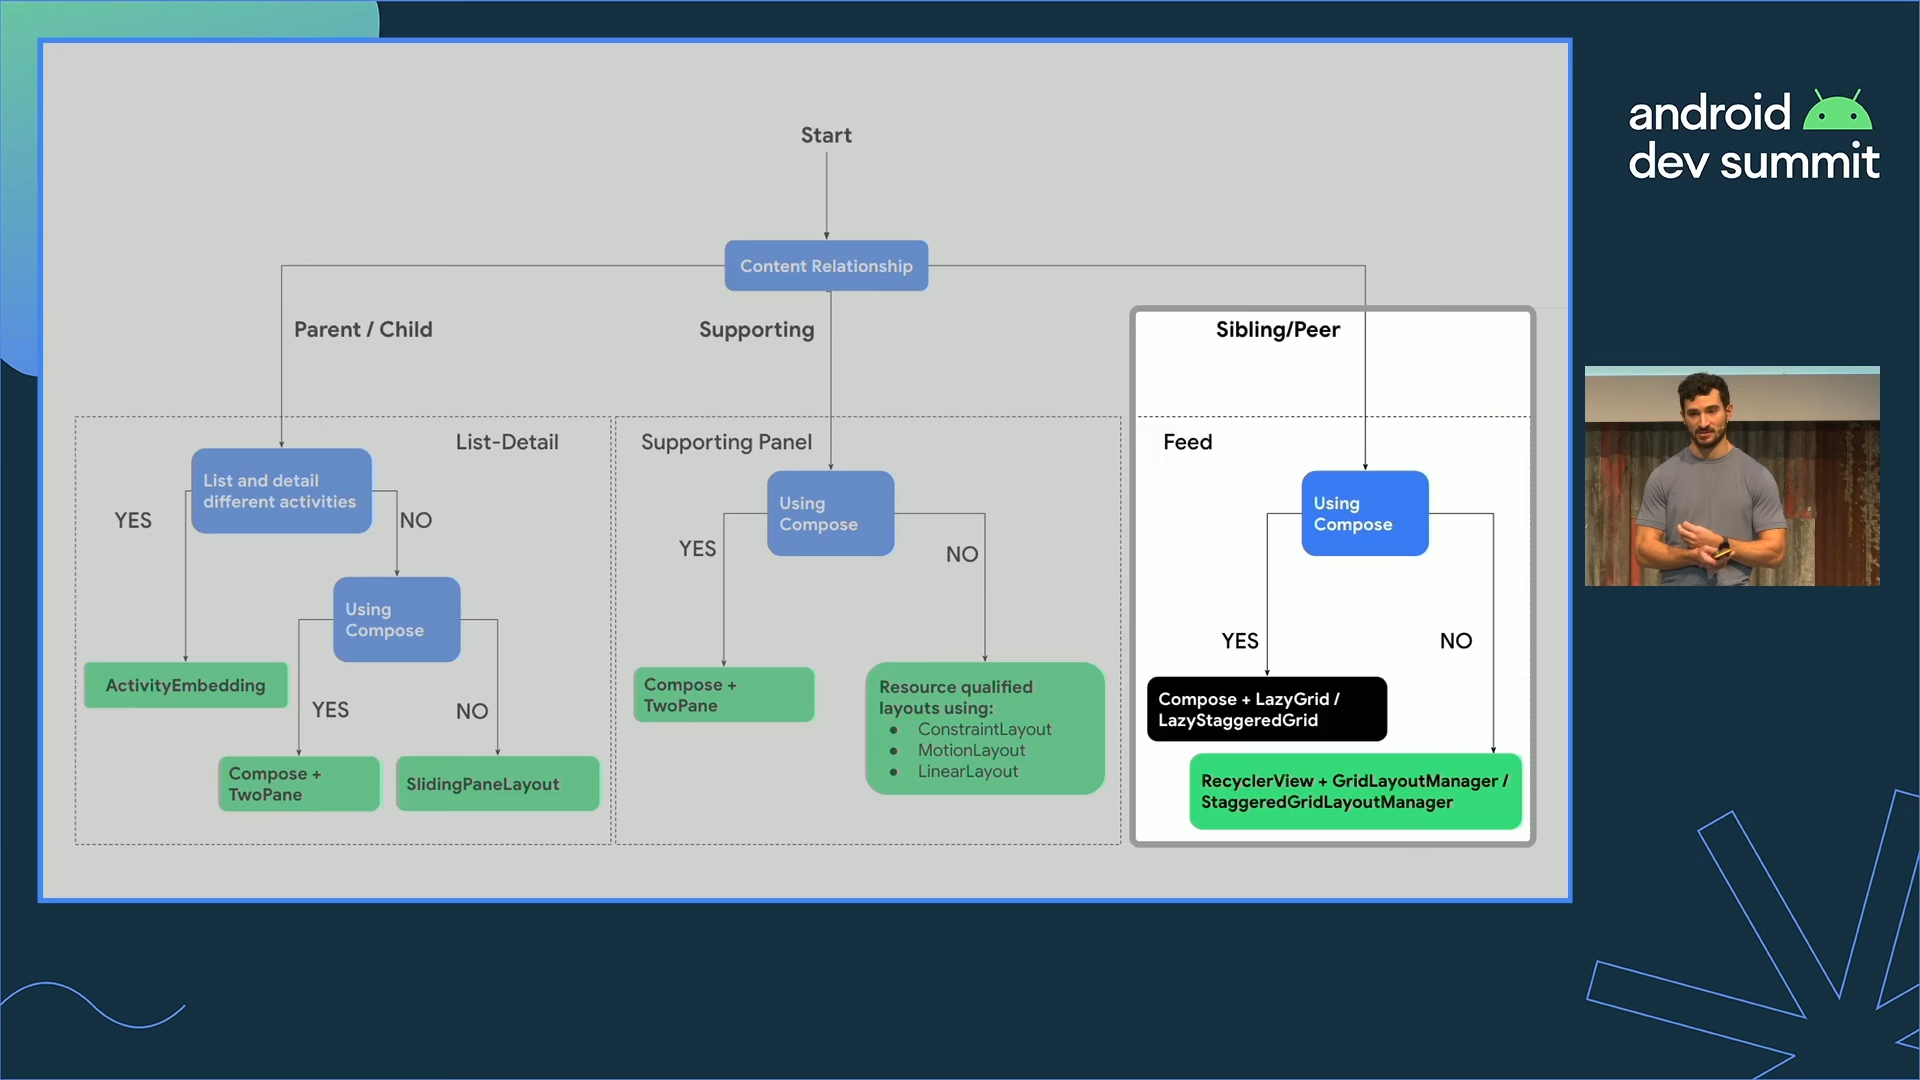 android
dev summit
Start
Content Relationship
Parent / Child
Supporting
Sibling/Peer
List-Detail
List and detail
different activities
YES
NO
Using
Compose
ActivityEmbedding
YES
NO
Compose +
TwoPane
SlidingPaneLayout
Supporting Panel
Using
Compose
YES
NO
Compose +
TwoPane
Resource qualified
layouts using:
● ConstraintLayout
● MotionLayout
● LinearLayout
Feed
Using
Compose
YES
NO
Compose + LazyGrid /
LazyStaggeredGrid
RecyclerView + GridLayoutManager /
StaggeredGridLayoutManager